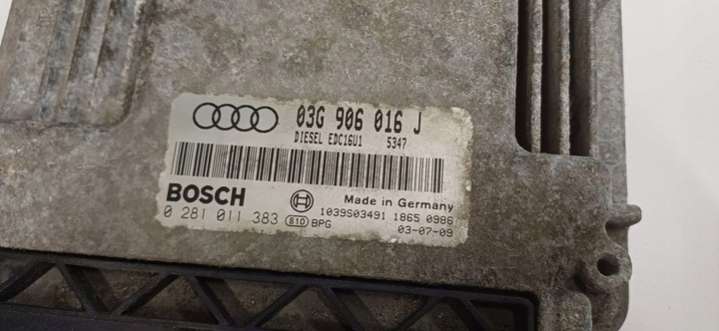 03G 906 016 J
DIESEL EDC16U1 5347
BOSCH
Made in Germany
0 281 011 383 810 BPG
1039S03491 1865 0986
03-07-09